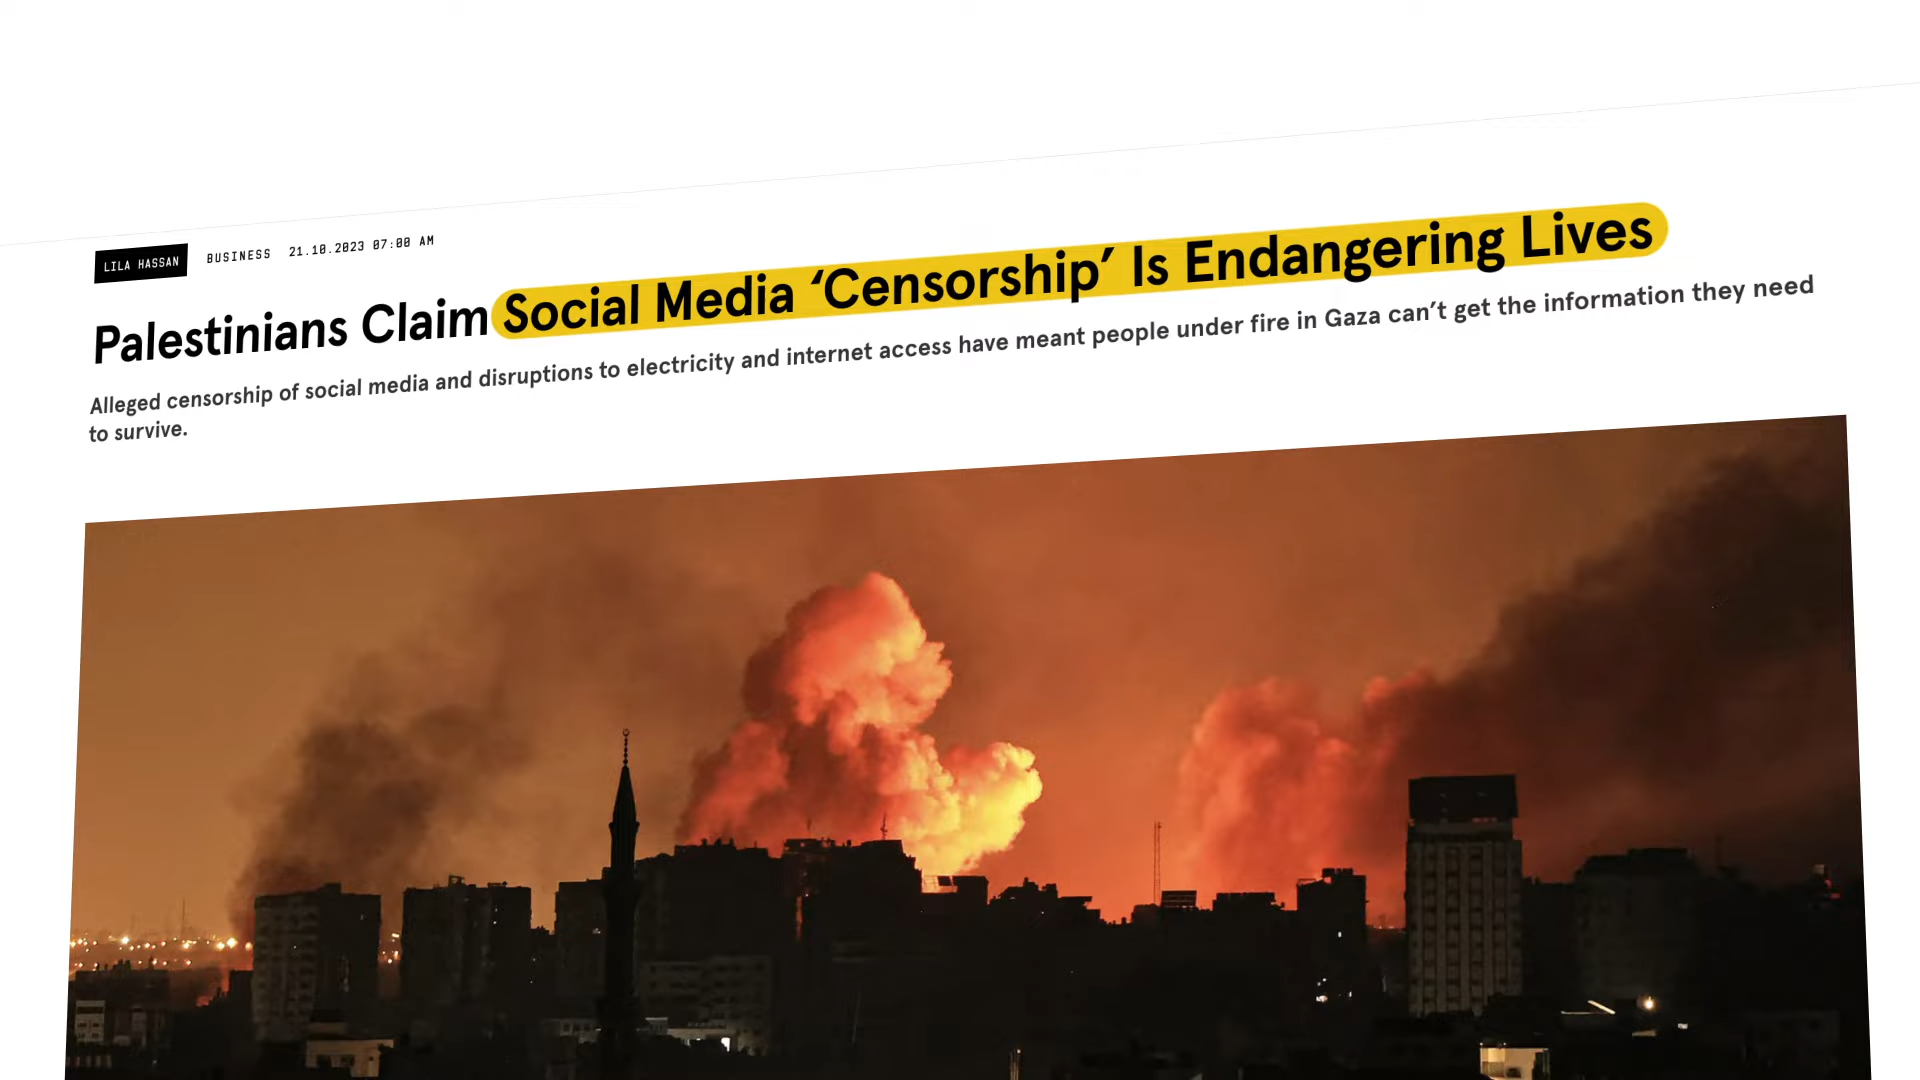 LILA HASSAN BUSINESS 21.10.2023 07:00 AM
Palestinians Claim Social Media ‘Censorship’ Is Endangering Lives
Alleged censorship of social media and disruptions to electricity and internet access have meant people under fire in Gaza can’t get the information they need
to survive.